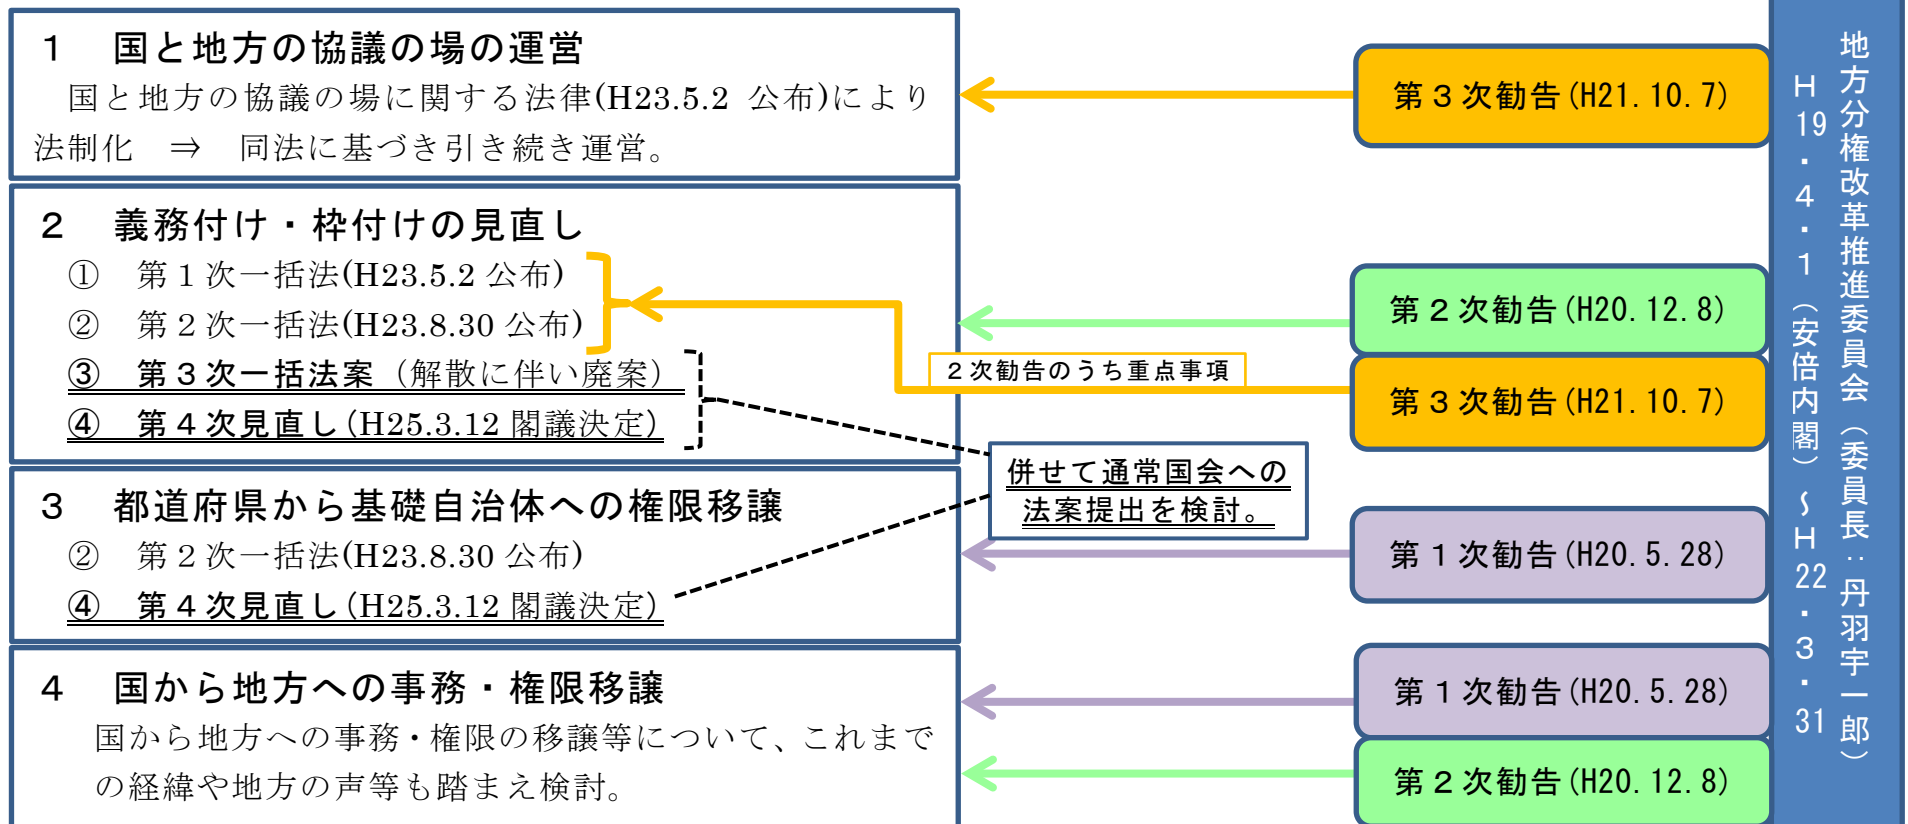 １　国と地方の協議の場の運営
国と地方の協議の場に関する法律(H23.5.2 公布)により
法制化　⇒　同法に基づき引き続き運営。
２　義務付け・枠付けの見直し
①　第１次一括法(H23.5.2 公布)
②　第２次一括法(H23.8.30 公布)
③　第３次一括法案（解散に伴い廃案）
④　第４次見直し(H25.3.12 閣議決定)
３　都道府県から基礎自治体への権限移譲
②　第２次一括法(H23.8.30 公布)
④　第４次見直し(H25.3.12 閣議決定)
４　国から地方への事務・権限移譲
国から地方への事務・権限の移譲等について、これまで
の経緯や地方の声等も踏まえ検討。
２次勧告のうち重点事項
併せて通常国会への
法案提出を検討。
第３次勧告(H21.10.7)
第２次勧告(H20.12.8)
第３次勧告(H21.10.7)
第１次勧告(H20.5.28)
第１次勧告(H20.5.28)
第２次勧告(H20.12.8)
地方分権改革推進委員会（委員長：丹羽宇一郎）
Ｈ19・４・１（安倍内閣）～Ｈ22・３・31